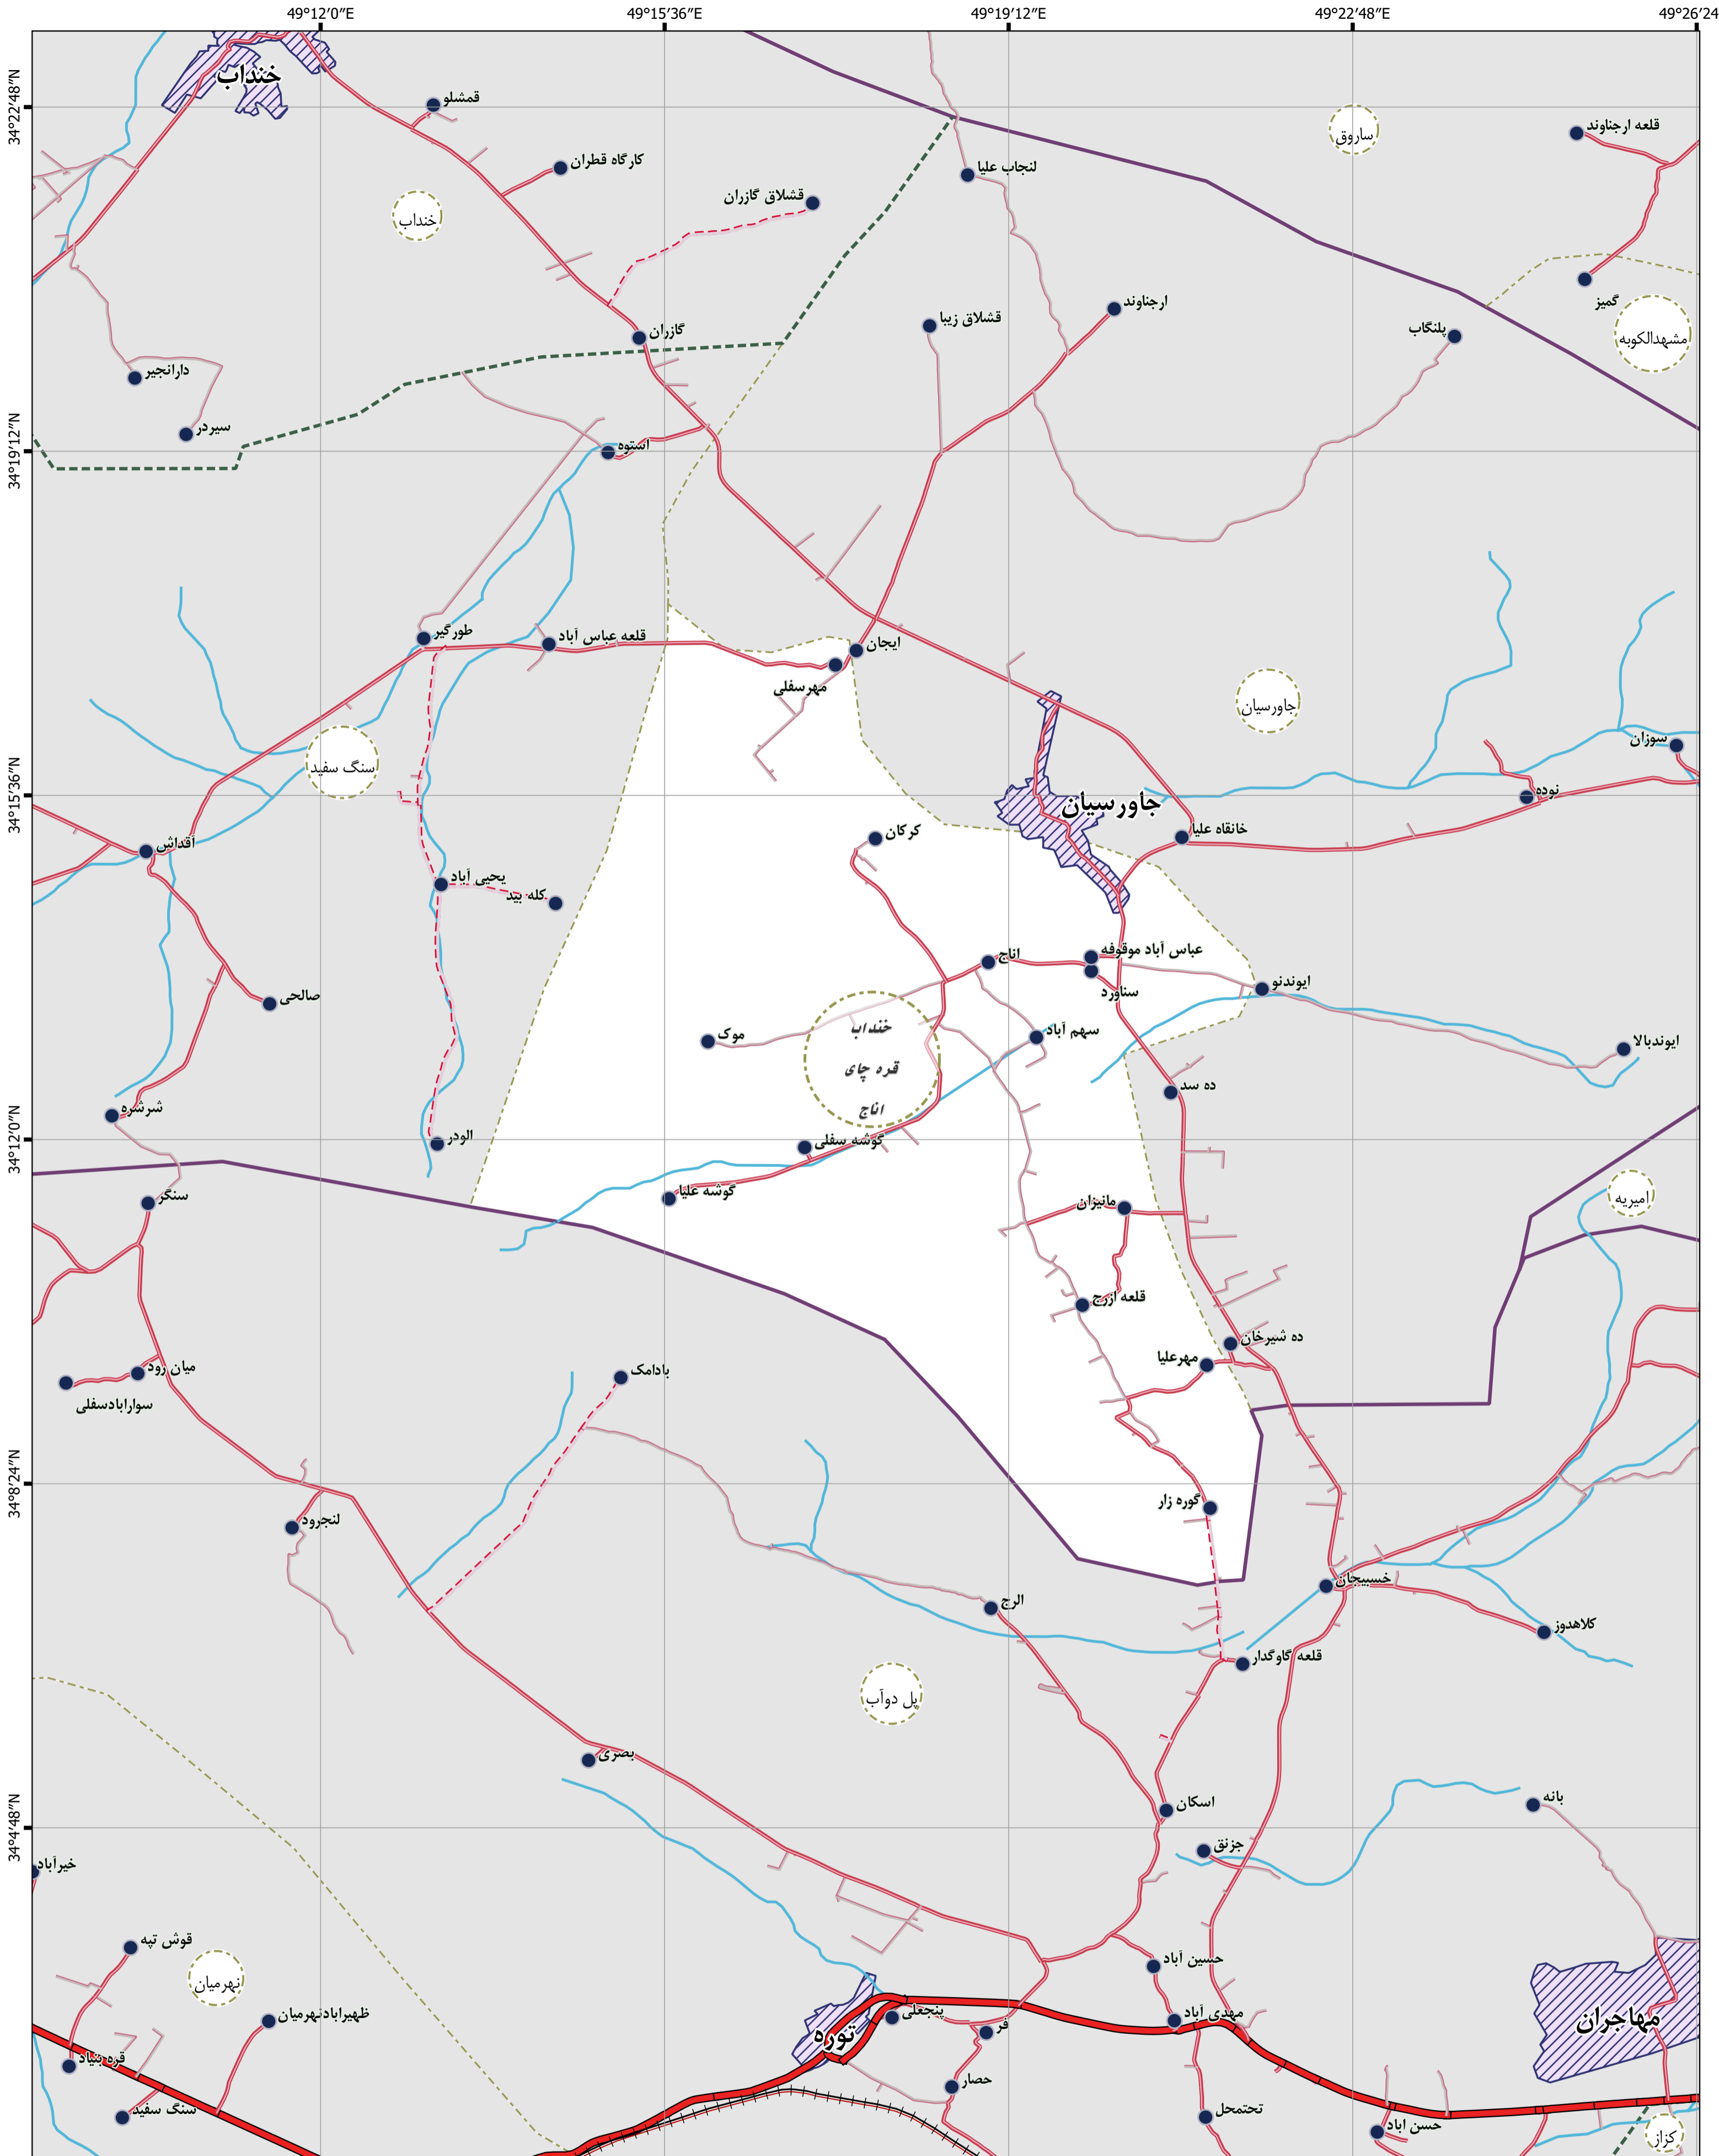 49°12'0"E
49°15'36"E
49°19'12"E
49°22'48"E
49°26'24
34°22'48"N
34°19'12"N
34°15'36"N
34°12'0"N
34°8'24"N
34°4'48"N
خنداب
قمشلو
ساروق
قلعه ارجناوند
کارگاه قطران
لنجاب علیا
قشلاق گازران
خنداب
گمیز
ارجناوند
قشلاق زیبا
گازران
پلنگاب
مشهدالکوبه
دارانجیر
سیردر
استوه
طورگیر
قلعه عباس آباد
ایجان
مهرسفلی
جاورسیان
سوزان
سنگ سفید
نوده
جاورسیان
خانقاه علیا
کرکان
اقداش
یحیی آباد
کله بید
عباس آباد موقوفه
اناج
سناورد
ایوندنو
صالحی
موک
سهم آباد
ایوندبالا
خنداب
قره چای
اناج
ده سد
شرشره
الودر
گوشه سفلی
گوشه علیا
سنگر
مانیزان
امیریه
قلعه ازرج
ده شیرخان
مهرعلیا
میان رود
سوارابادسفلی
بادامک
گوره زار
لنجرود
خسبیجان
الرج
کلاهدوز
قلعه گاوگدار
پل دوآب
بصری
اسکان
بانه
جزنق
خیرآباد
قوش تپه
حسین آباد
نهرمیان
ظهیرابادنهرمیان
پنجعلی
مهدی آباد
فر
توره
مهاجران
قره بنیاد
حصار
سنگ سفید
تحتمحل
حسن اباد
کزاز